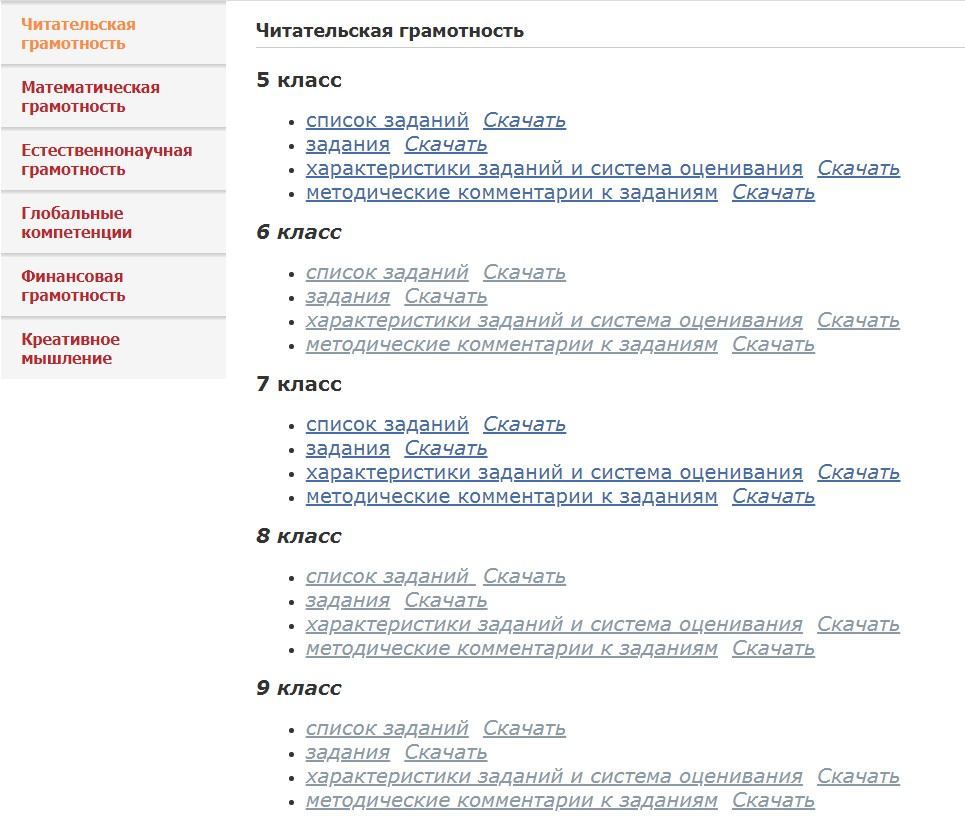 Читательская
грамотность
Математическая
грамотность
Естественнонаучная
грамотность
Глобальные
компетенции
Финансовая
грамотность
Креативное
мышление
Читательская грамотность
5 класс
список заданий Скачать
задания Скачать
характеристики заданий и система оценивания Скачать
методические комментарии к заданиям Скачать
6 класс
список заданий Скачать
задания Скачать
характеристики заданий и система оценивания Скачать
методические комментарии к заданиям Скачать
7 класс
список заданий Скачать
задания Скачать
характеристики заданий и система оценивания Скачать
методические комментарии к заданиям Скачать
8 класс
список заданий Скачать
задания Скачать
характеристики заданий и система оценивания Скачать
методические комментарии к заданиям Скачать
9 класс
список заданий Скачать
задания Скачать
характеристики заданий и система оценивания Скачать
методические комментарии к заданиям Скачать